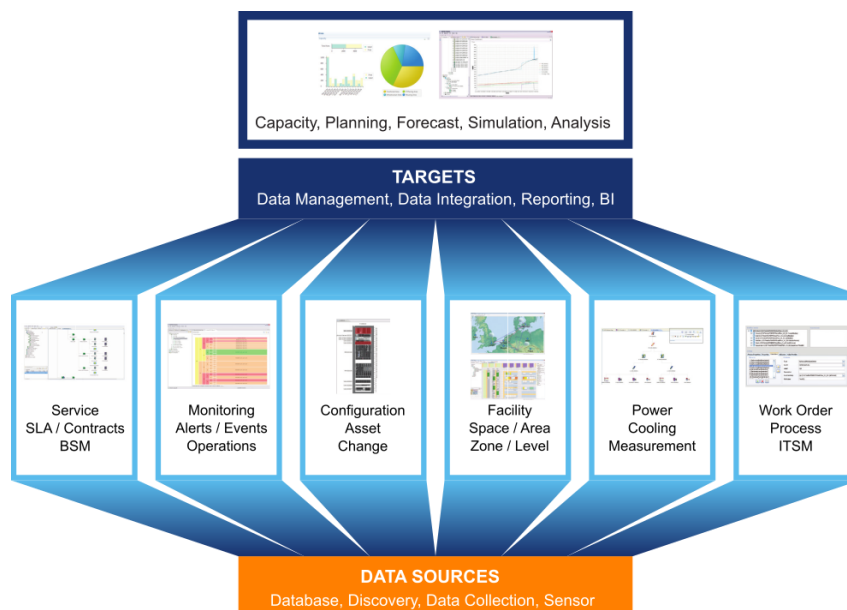 Capacity, Planning, Forecast, Simulation, Analysis
TARGETS
Data Management, Data Integration, Reporting, BI
Service
SLA / Contracts
BSM
Monitoring
Alerts / Events
Operations
Configuration
Asset
Change
Facility
Space / Area
Zone / Level
Power
Cooling
Measurement
Work Order
Process
ITSM
DATA SOURCES
Database, Discovery, Data Collection, Sensor